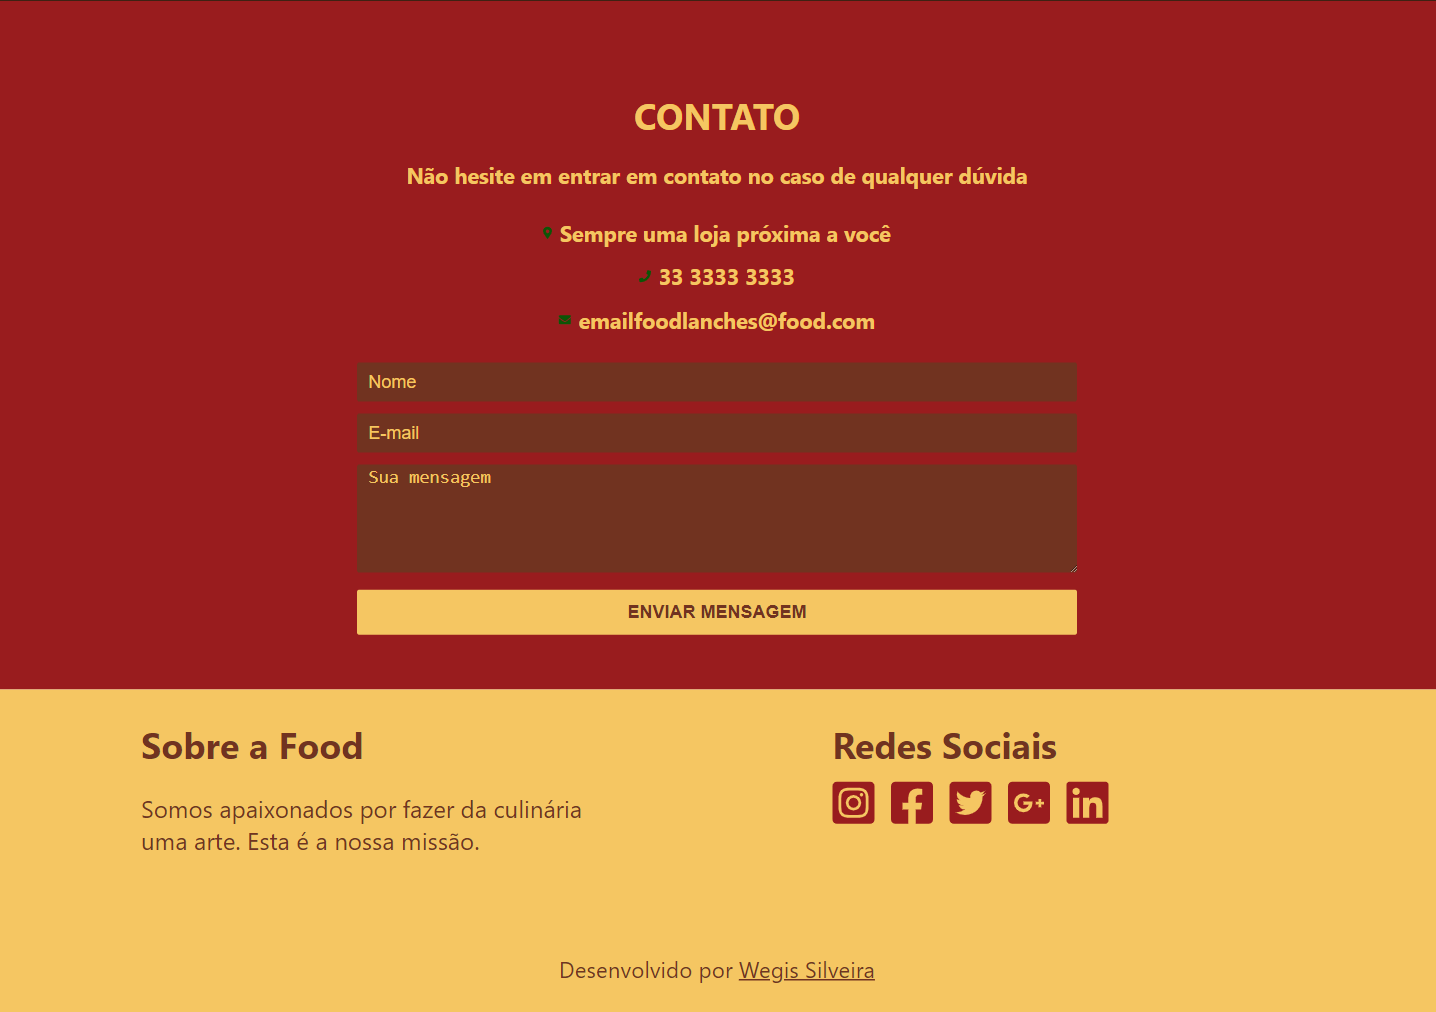 CONTATO
Não hesite em entrar em contato no caso de qualquer dúvida
Sempre uma loja próxima a você
33 3333 3333
emailfoodlanches@food.com
Nome
E-mail
Sua mensagem
ENVIAR MENSAGEM
Sobre a Food
Somos apaixonados por fazer da culinária
uma arte. Esta é a nossa missão.
Redes Sociais
Desenvolvido por Wegis Silveira